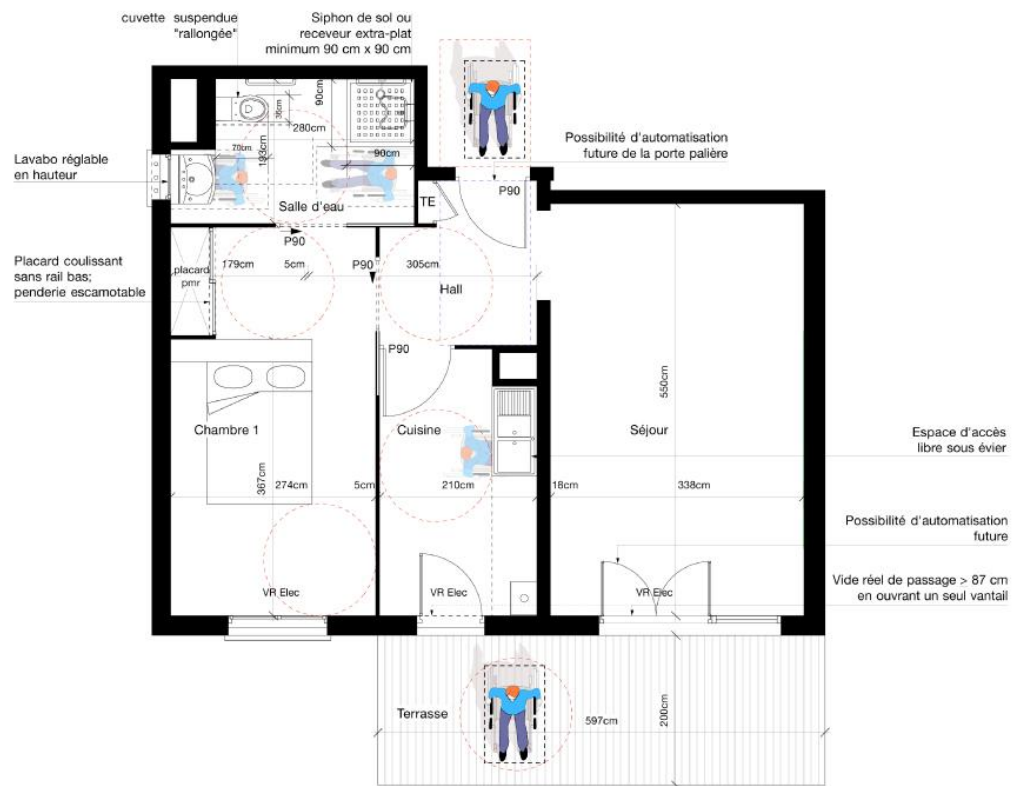 cuvette suspendue
"rallongée"
Siphon de sol ou
receveur extra-plat
minimum 90 cm x 90 cm
Possibilité d'automatisation
future de la porte palière
Lavabo réglable
en hauteur
Placard coulissant
sans rail bas;
penderie escamotable
90cm
35cm
280cm
193cm
70cm
90cm
Salle d'eau
TE
P90
P90
placard
pmr
179cm
5cm
P90
305cm
Hall
P90
550cm
Chambre 1
Cuisine
Séjour
Espace d'accès
libre sous évier
367cm
274cm
5cm
210cm
18cm
338cm
Possibilité d'automatisation
future
Vide réel de passage > 87 cm
en ouvrant un seul vantail
VR Elec
VR Elec
VR Elec
Terrasse
597cm
200cm